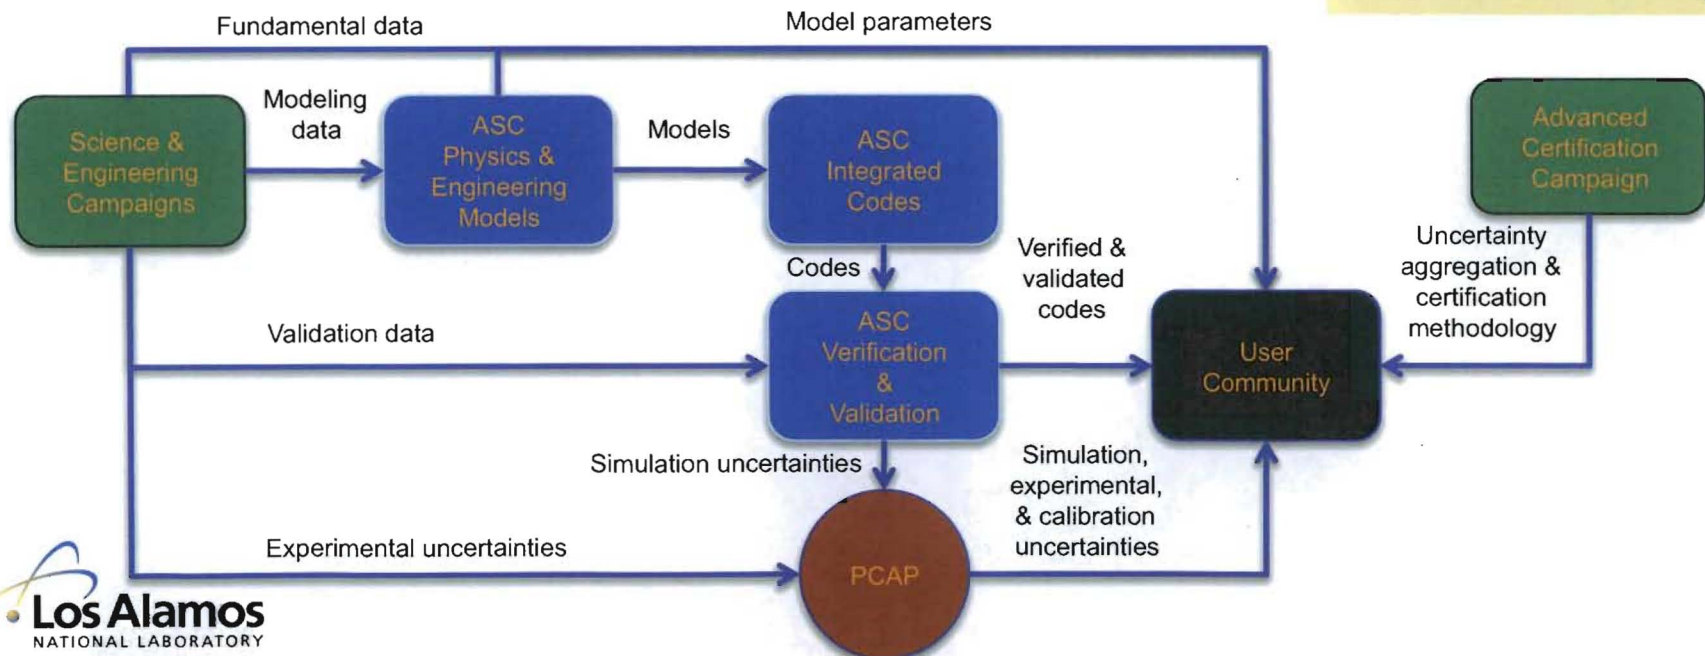 Fundamental data
Model parameters
Science &
Engineering
Campaigns
Modeling
data
ASC
Physics &
Engineering
Models
Models
ASC
Integrated
Codes
Advanced
Certification
Campaign
Codes
Verified &
validated
codes
Uncertainty
aggregation &
certification
methodology
Validation data
ASC
Verification
&
Validation
User
Community
Simulation uncertainties
Simulation,
experimental,
& calibration
uncertainties
Experimental uncertainties
PCAP
Los Alamos
NATIONAL LABORATORY